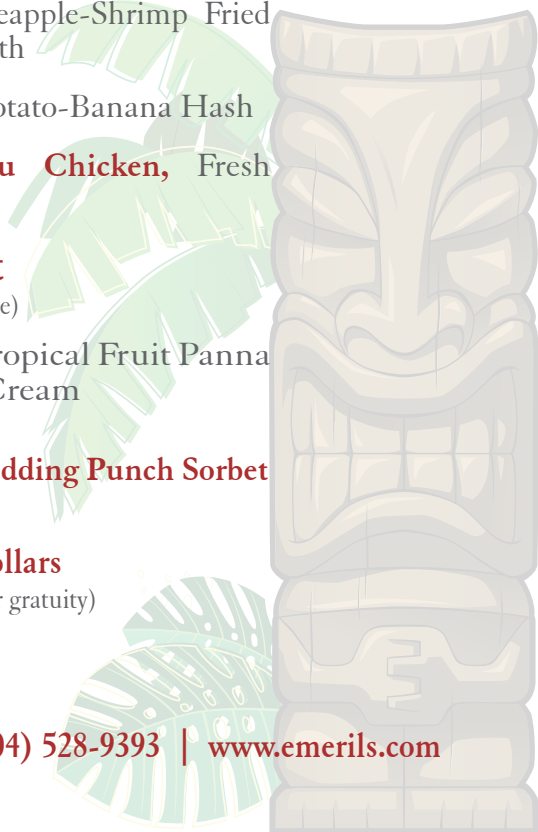 eapple-Shrimp Fried
th
otato-Banana Hash
u Chicken, Fresh
t
e)
ropical Fruit Panna
Cream
dding Punch Sorbet
ollars
r gratuity)
04) 528-9393 | www.emerils.com